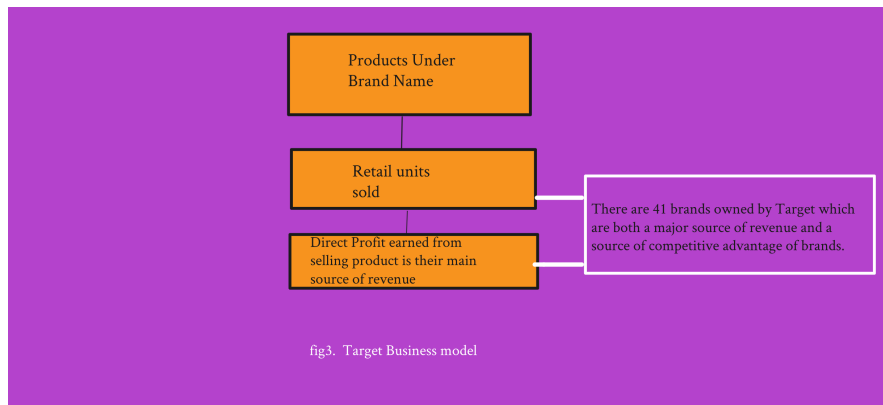 Products Under
Brand Name
Retail units
sold
Direct Profit earned from
selling product is their main
source of revenue
There are 41 brands owned by Target which
are both a major source of revenue and a
source of competitive advantage of brands.
fig3. Target Business model